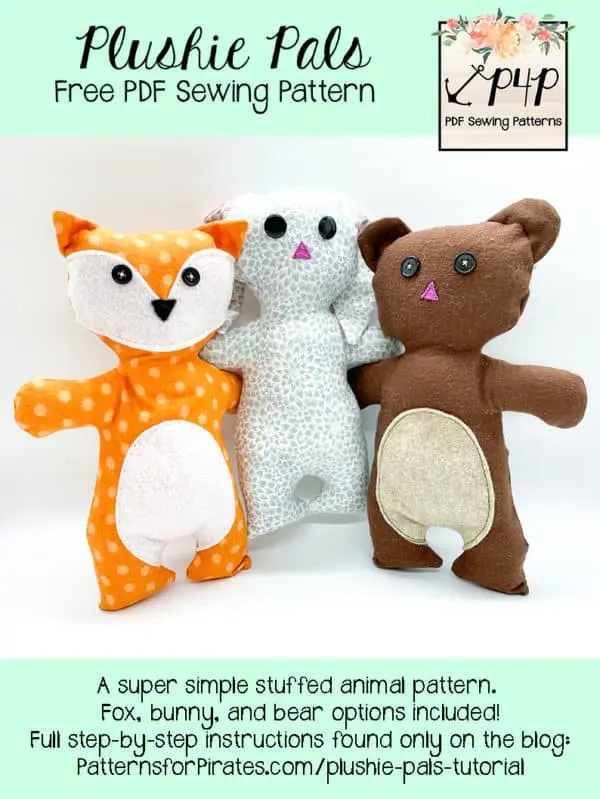 Plushie Pals
Free PDF Sewing Pattern
P4P
PDF Sewing Patterns
A super simple stuffed animal pattern.
Fox, bunny, and bear options included!
Full step-by-step instructions found only on the blog:
PatternsforPirates.com/plushie-pals-tutorial